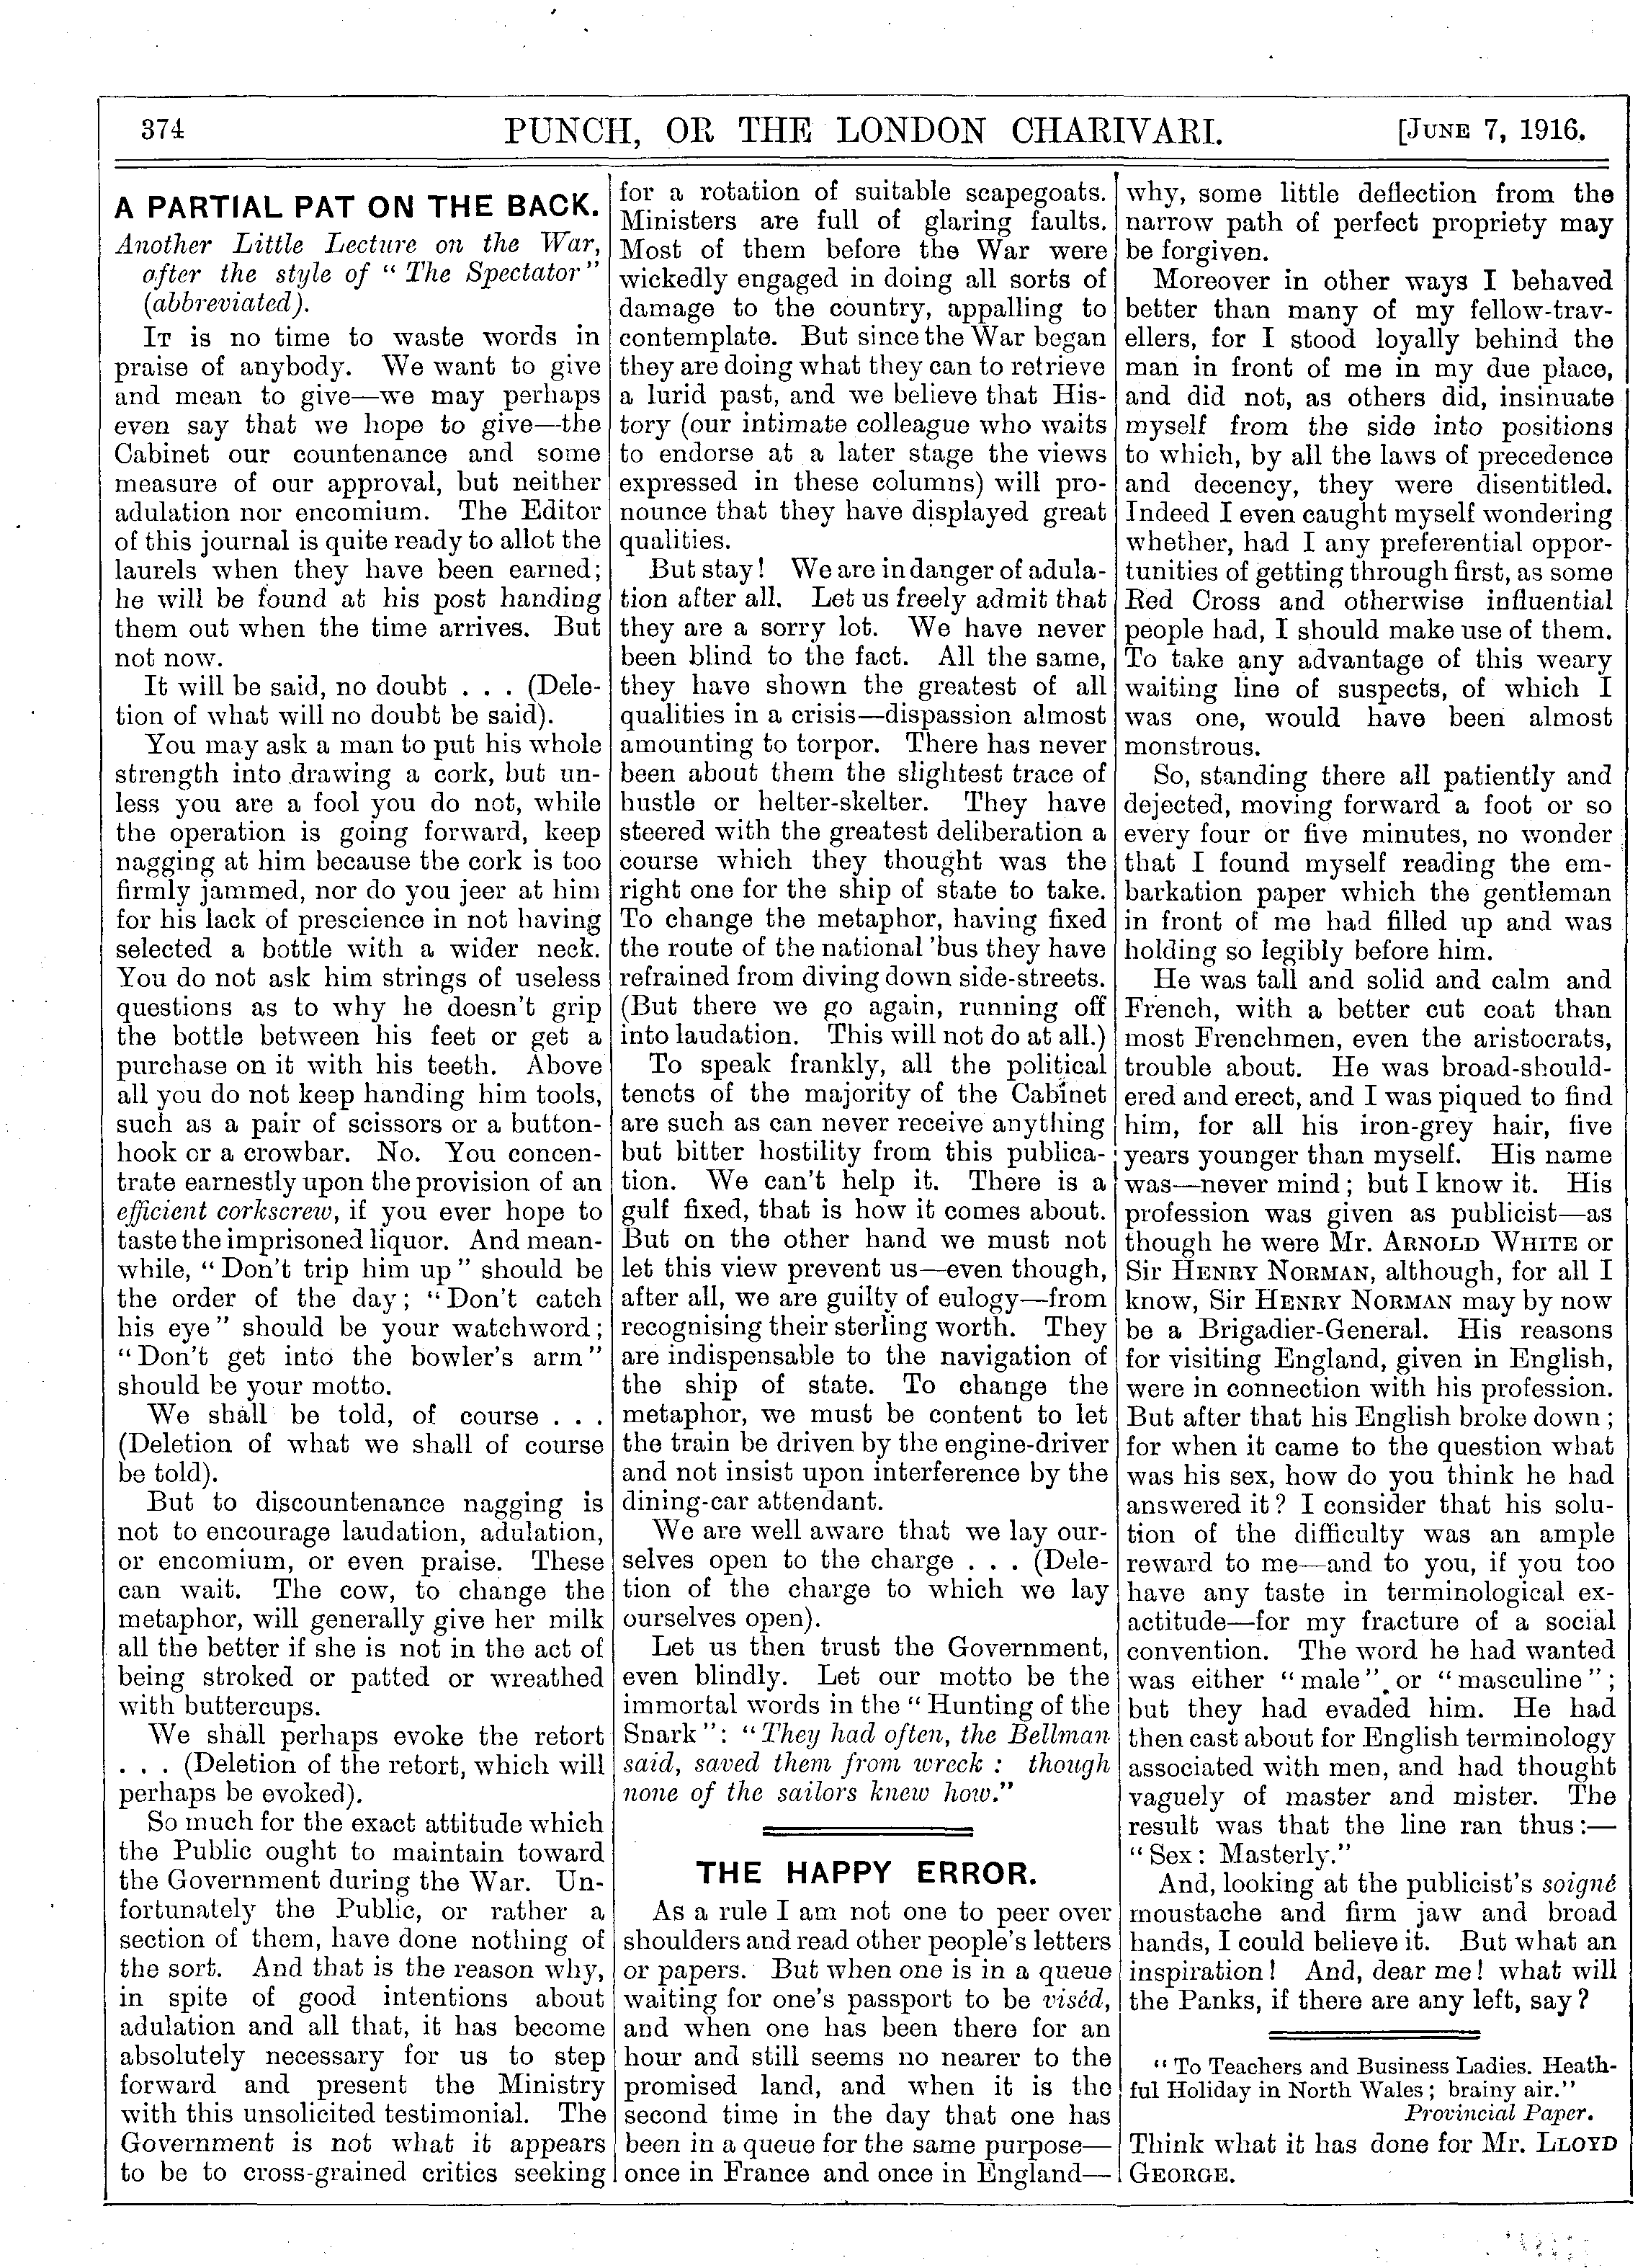 374
PUNCH, OR THE LONDON CHARIVARI.
[JUNE 7, 1916.
A PARTIAL PAT ON THE BACK.
Another Little Lecture on the War,
after the style of “ The Spectator ”
(abbreviated).
IT is no time to waste words in
praise of anybody. We want to give
and mean to give—we may perhaps
even say that we hope to give—the
Cabinet our countenance and some
measure of our approval, but neither
adulation nor encomium. The Editor
of this journal is quite ready to allot the
laurels when they have been earned;
he will be found at his post handing
them out when the time arrives. But
not now.
It will be said, no doubt . . . (Dele-
tion of what will no doubt be said).
You may ask a man to put his whole
strength into drawing a cork, but un-
less you are a fool you do not, while
the operation is going forward, keep
nagging at him because the cork is too
firmly jammed, nor do you jeer at him
for his lack of prescience in not having
selected a bottle with a wider neck.
You do not ask him strings of useless
questions as to why he doesn't grip
the bottle between his feet or get a
purchase on it with his teeth. Above
all you do not keep handing him tools,
such as a pair of scissors or a button-
hook or a crowbar. No. You concen-
trate earnestly upon the provision of an
efficient corkscrew, if you ever hope to
taste the imprisoned liquor. And mean-
while, “ Don't trip him up ” should be
the order of the day; “ Don't catch
his eye ” should be your watchword;
“ Don't get into the bowler's arm ”
should be your motto.
We shall be told, of course . . .
(Deletion of what we shall of course
be told).
But to discountenance nagging is
not to encourage laudation, adulation,
or encomium, or even praise. These
can wait. The cow, to change the
metaphor, will generally give her milk
all the better if she is not in the act of
being stroked or patted or wreathed
with buttercups.
We shall perhaps evoke the retort
. . . (Deletion of the retort, which will
perhaps be evoked).
So much for the exact attitude which
the Public ought to maintain toward
the Government during the War. Un-
fortunately the Public, or rather a
section of them, have done nothing of
the sort. And that is the reason why,
in spite of good intentions about
adulation and all that, it has become
absolutely necessary for us to step
forward and present the Ministry
with this unsolicited testimonial. The
Government is not what it appears
to be to cross-grained critics seeking
for a rotation of suitable scapegoats.
Ministers are full of glaring faults.
Most of them before the War were
wickedly engaged in doing all sorts of
damage to the country, appalling to
contemplate. But since the War began
they are doing what they can to retrieve
a lurid past, and we believe that His-
tory (our intimate colleague who waits
to endorse at a later stage the views
expressed in these columns) will pro-
nounce that they have displayed great
qualities.
But stay! We are in danger of adula-
tion after all. Let us freely admit that
they are a sorry lot. We have never
been blind to the fact. All the same,
they have shown the greatest of all
qualities in a crisis—dispassion almost
amounting to torpor. There has never
been about them the slightest trace of
hustle or helter-skelter. They have
steered with the greatest deliberation a
course which they thought was the
right one for the ship of state to take.
To change the metaphor, having fixed
the route of the national 'bus they have
refrained from diving down side-streets.
(But there we go again, running off
into laudation. This will not do at all.)
To speak frankly, all the political
tenets of the majority of the Cabinet
are such as can never receive anything
but bitter hostility from this publica-
tion. We can't help it. There is a
gulf fixed, that is how it comes about.
But on the other hand we must not
let this view prevent us—even though,
after all, we are guilty of eulogy—from
recognising their sterling worth. They
are indispensable to the navigation of
the ship of state. To change the
metaphor, we must be content to let
the train be driven by the engine-driver
and not insist upon interference by the
dining-car attendant.
We are well aware that we lay our-
selves open to the charge . . . (Dele-
tion of the charge to which we lay
ourselves open).
Let us then trust the Government,
even blindly. Let our motto be the
immortal words in the “ Hunting of the
Snark ”: “ They had often, the Bellman
said, saved them from wreck : though
none of the sailors knew how.”
THE HAPPY ERROR.
As a rule I am not one to peer over
shoulders and read other people's letters
or papers. But when one is in a queue
waiting for one's passport to be viséd,
and when one has been there for an
hour and still seems no nearer to the
promised land, and when it is the
second time in the day that one has
been in a queue for the same purpose—
once in France and once in England—
why, some little deflection from the
narrow path of perfect propriety may
be forgiven.
Moreover in other ways I behaved
better than many of my fellow-trav-
ellers, for I stood loyally behind the
man in front of me in my due place,
and did not, as others did, insinuate
myself from the side into positions
to which, by all the laws of precedence
and decency, they were disentitled.
Indeed I even caught myself wondering
whether, had I any preferential oppor-
tunities of getting through first, as some
Red Cross and otherwise influential
people had, I should make use of them.
To take any advantage of this weary
waiting line of suspects, of which I
was one, would have been almost
monstrous.
So, standing there all patiently and
dejected, moving forward a foot or so
every four or five minutes, no wonder
that I found myself reading the em-
barkation paper which the gentleman
in front of me had filled up and was
holding so legibly before him.
He was tall and solid and calm and
French, with a better cut coat than
most Frenchmen, even the aristocrats,
trouble about. He was broad-should-
ered and erect, and I was piqued to find
him, for all his iron-grey hair, five
years younger than myself. His name
was—never mind; but I know it. His
profession was given as publicist—as
though he were Mr. ARNOLD WHITE or
Sir HENRY NORMAN, although, for all I
know, Sir HENRY NORMAN may by now
be a Brigadier-General. His reasons
for visiting England, given in English,
were in connection with his profession.
But after that his English broke down;
for when it came to the question what
was his sex, how do you think he had
answered it? I consider that his solu-
tion of the difficulty was an ample
reward to me—and to you, if you too
have any taste in terminological ex-
actitude—for my fracture of a social
convention. The word he had wanted
was either “ male ” or “ masculine ”;
but they had evaded him. He had
then cast about for English terminology
associated with men, and had thought
vaguely of master and mister. The
result was that the line ran thus:—
“ Sex: Masterly.”
And, looking at the publicist's soigné
moustache and firm jaw and broad
hands, I could believe it. But what an
inspiration! And, dear me! what will
the Panks, if there are any left, say?
“ To Teachers and Business Ladies. Heath-
ful Holiday in North Wales; brainy air.”
Provincial Paper.
Think what it has done for Mr. LLOYD
GEORGE.